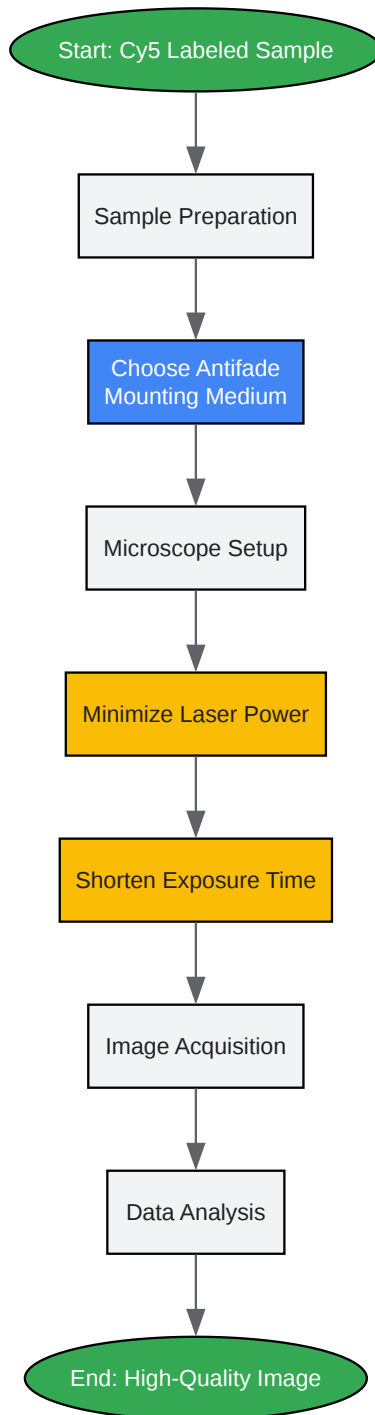 Start: Cy5 Labeled Sample
Sample Preparation
Choose Antifade
Mounting Medium
Microscope Setup
Minimize Laser Power
Shorten Exposure Time
Image Acquisition
Data Analysis
End: High-Quality Image